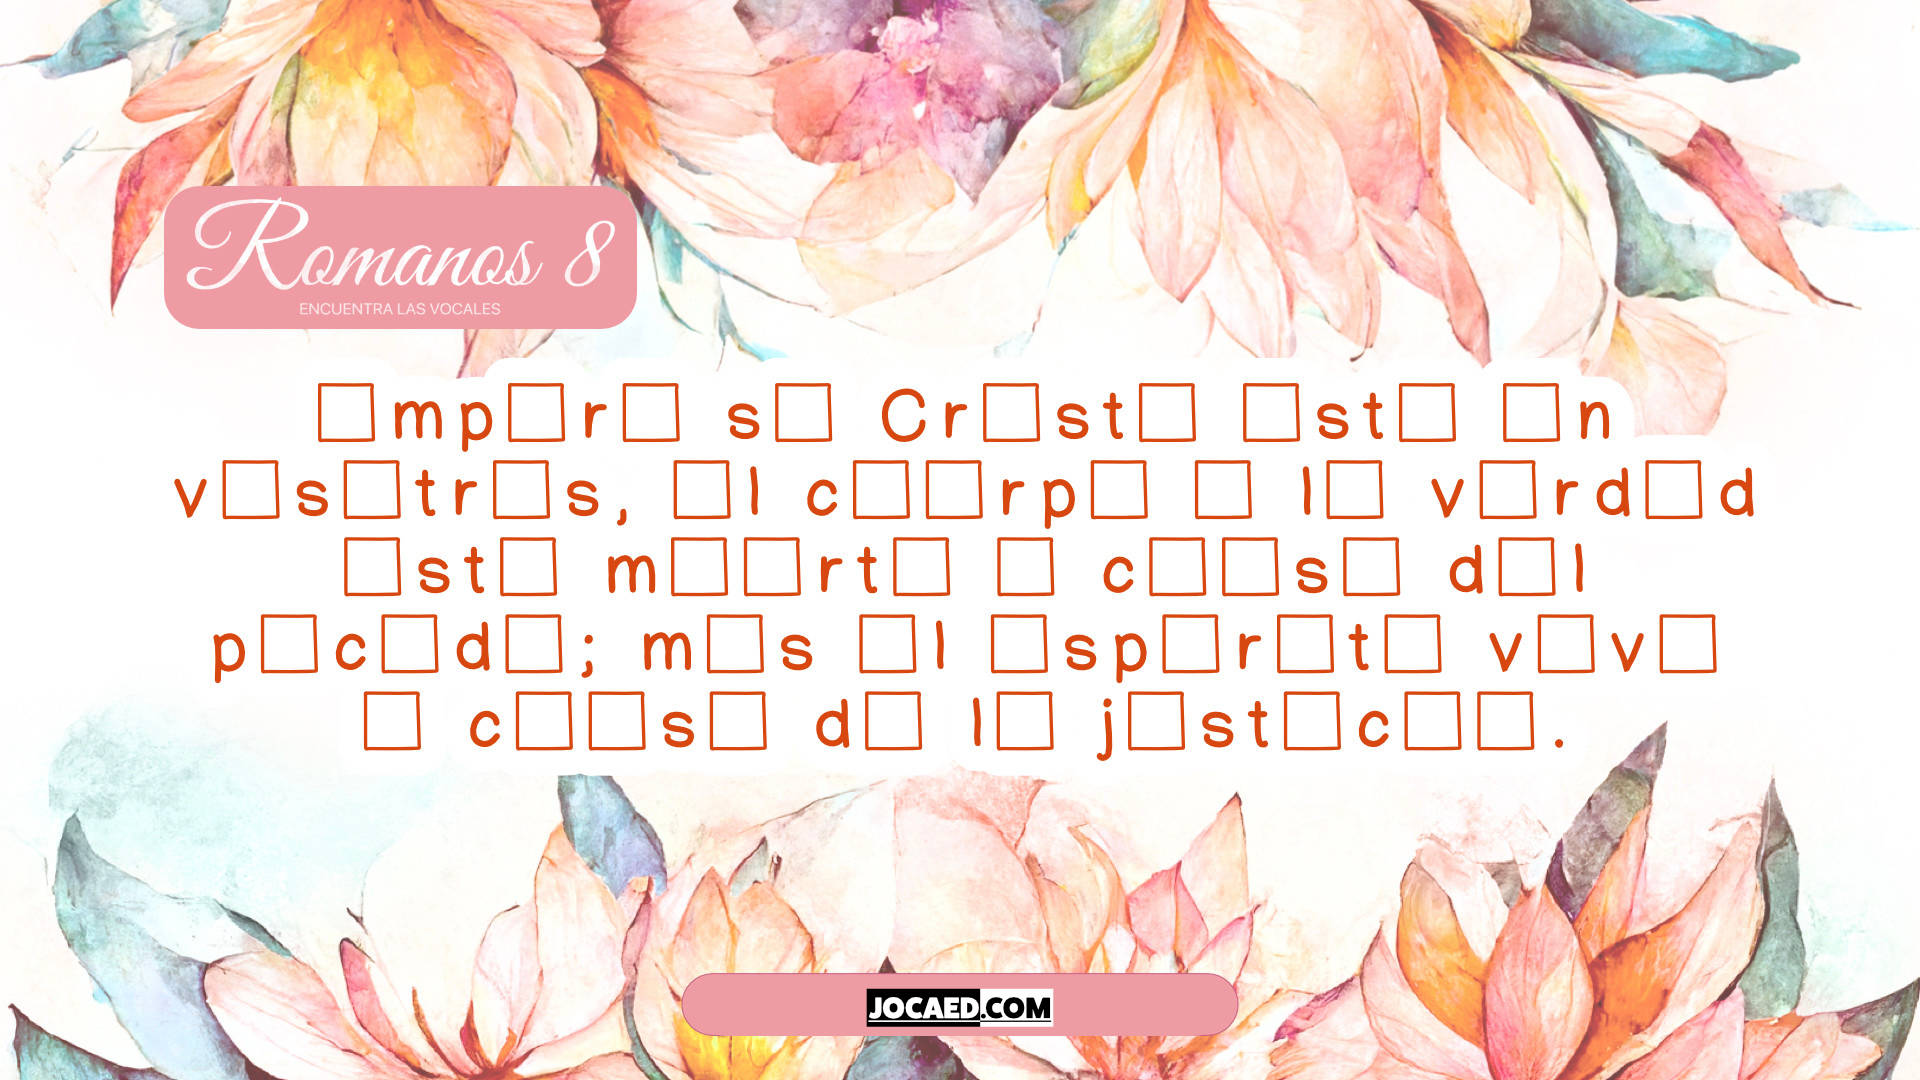 Romanos 8
ENCUENTRA LAS VOCALES
□mp□r□ s□ Cr□st□ □st□ □n
v□s□tr□s, □l c□□rp□ □ l□ v□rd□d
□st□ m□□rt□ □ c□□s□ d□l
p□c□d□; m□s □l □sp□r□t□ v□v□
□ c□□s□ d□ l□ j□st□c□□.
JOCAED.COM